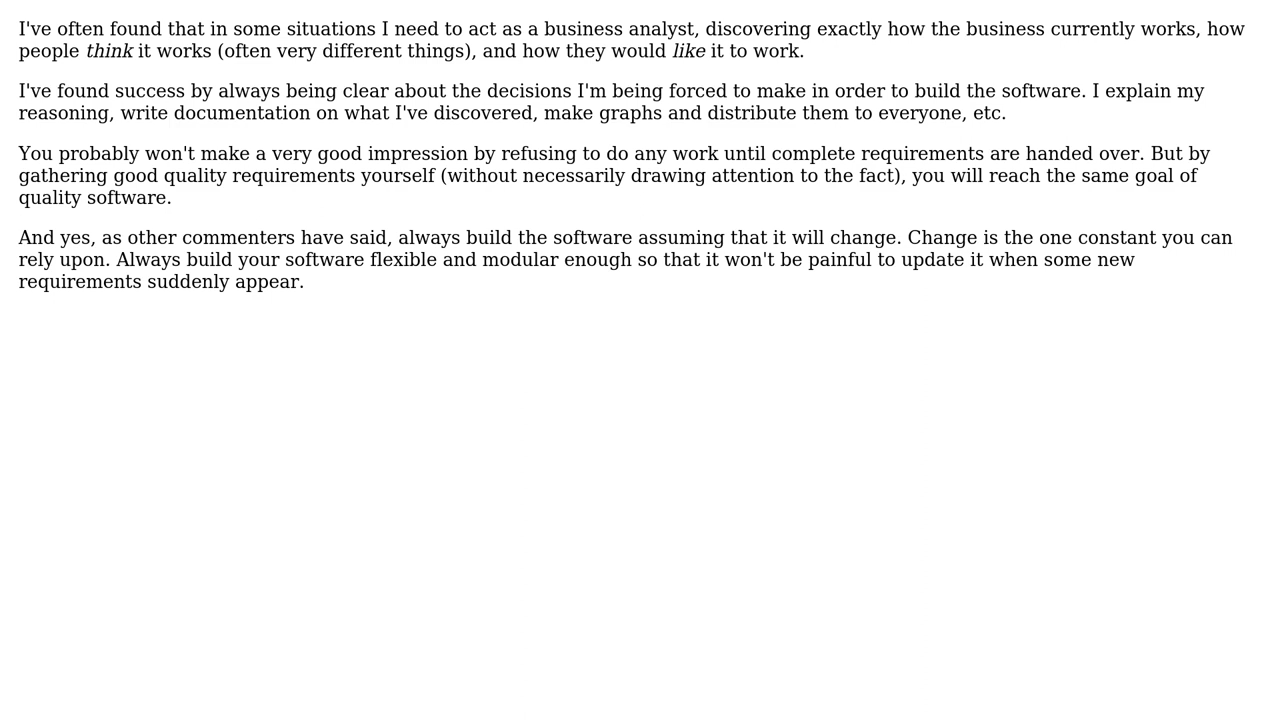 I've often found that in some situations I need to act as a business analyst, discovering exactly how the business currently works, how
people think it works (often very different things), and how they would like it to work.
I've found success by always being clear about the decisions I'm being forced to make in order to build the software. I explain my
reasoning, write documentation on what I've discovered, make graphs and distribute them to everyone, etc.
You probably won't make a very good impression by refusing to do any work until complete requirements are handed over. But by
gathering good quality requirements yourself (without necessarily drawing attention to the fact), you will reach the same goal of
quality software.
And yes, as other commenters have said, always build the software assuming that it will change. Change is the one constant you can
rely upon. Always build your software flexible and modular enough so that it won't be painful to update it when some new
requirements suddenly appear.